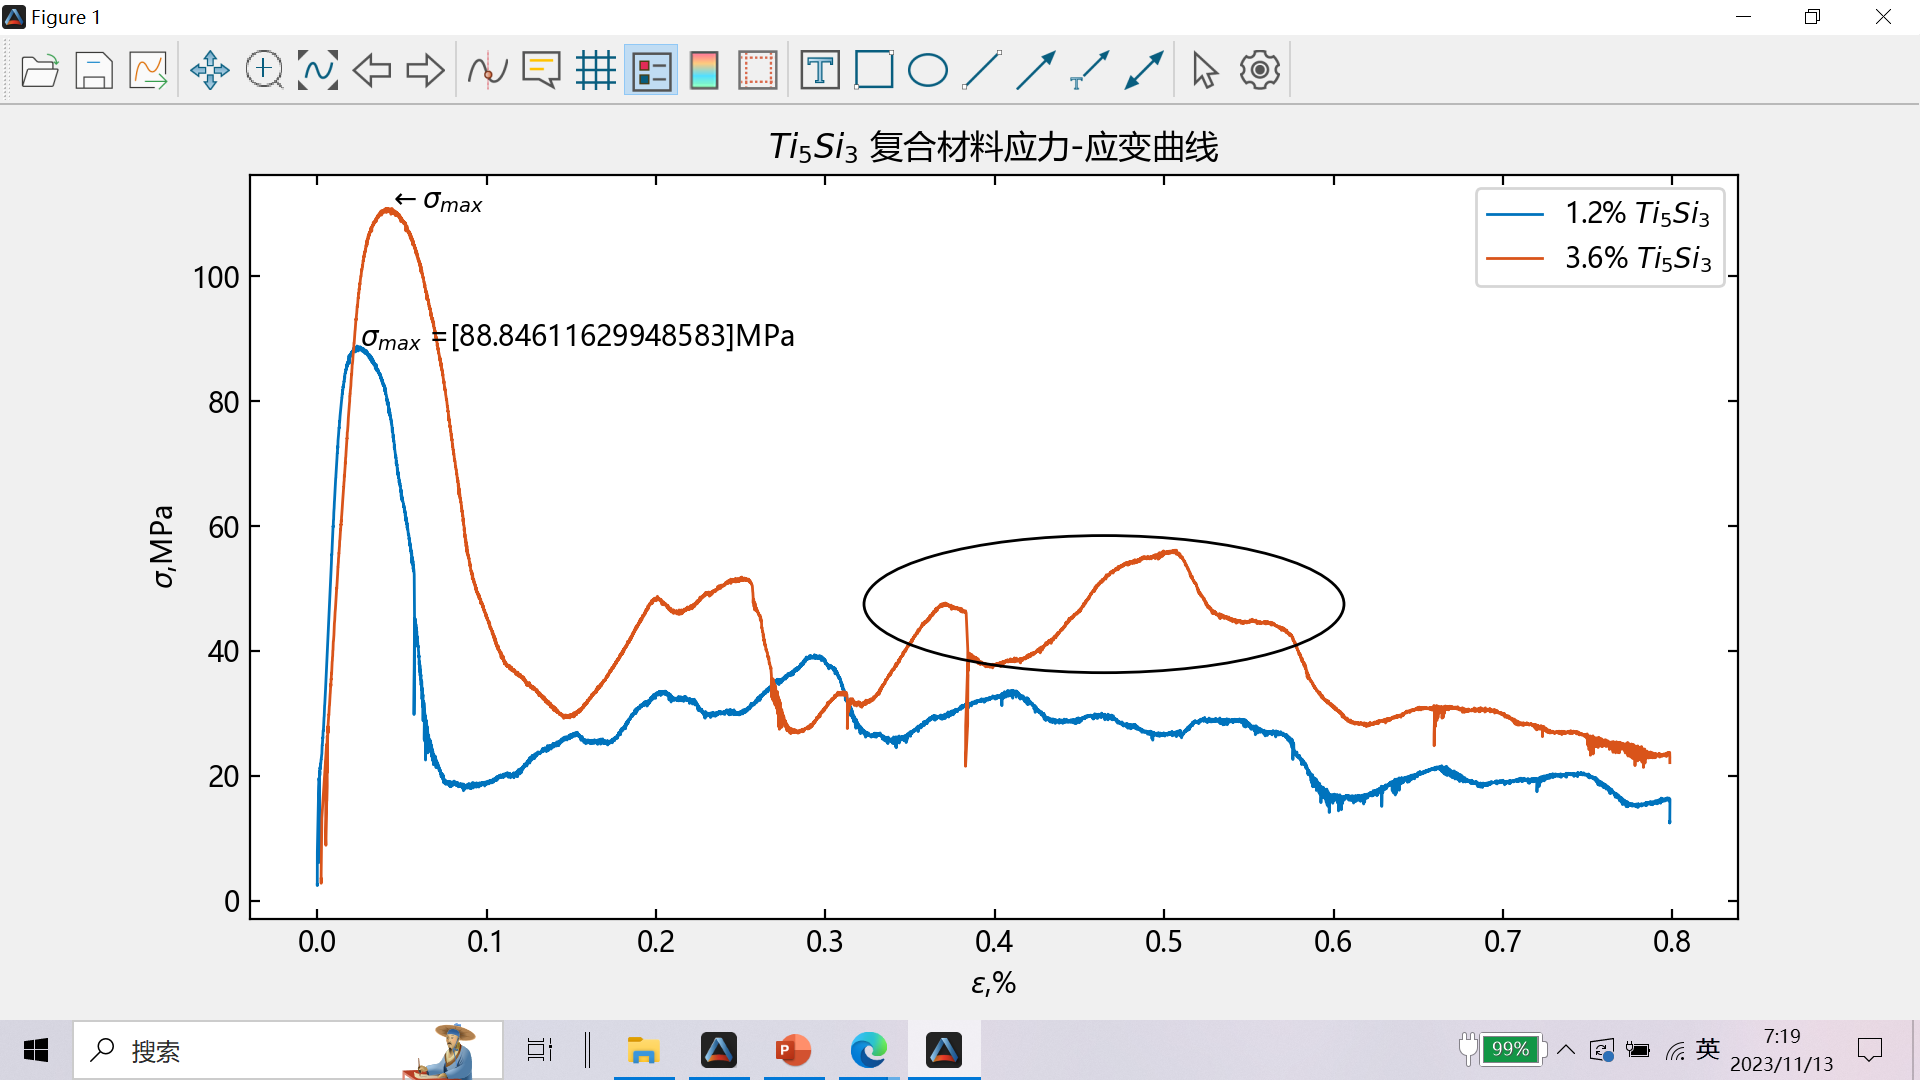 Figure 1
T
T
Ti5Si3 复合材料应力-应变曲线
←σmax
1.2% Ti5Si3
3.6% Ti5Si3
σmax =[88.84611629948583]MPa
100
80
60
40
20
0
σ,MPa
0.0 0.1 0.2 0.3 0.4 0.5 0.6 0.7 0.8
ε,%
搜索
P
99%
英
7:19
2023/11/13